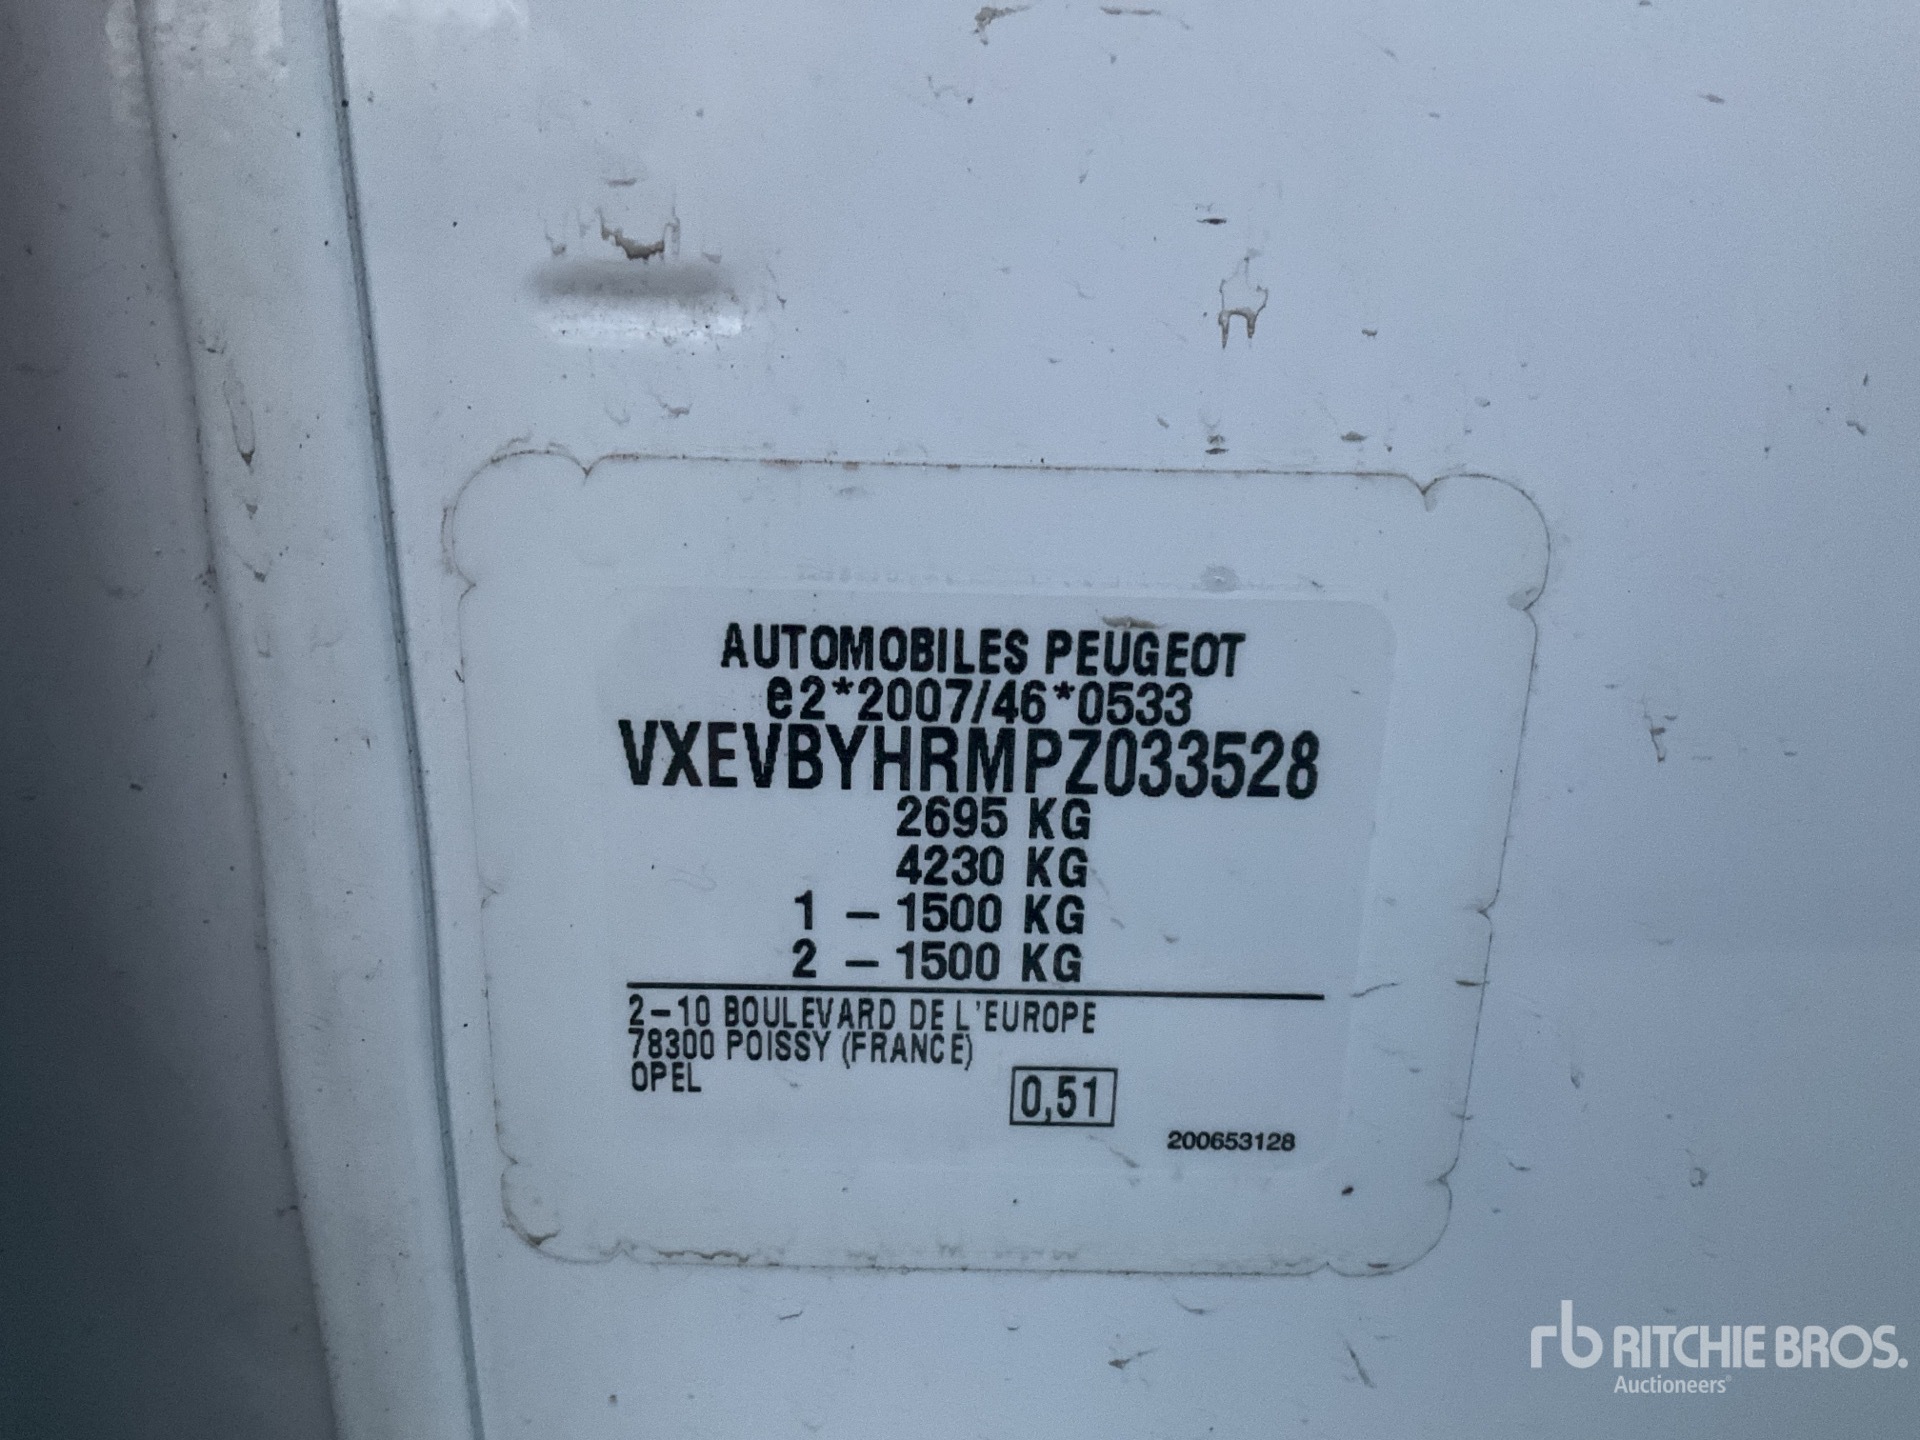 AUTOMOBILES PEUGEOT
e2*2007/46*0533
VXEVBYHRMPZ033528
2695 KG
4230 KG
1 - 1500 KG
2 - 1500 KG
2-10 BOULEVARD DE L'EUROPE
78300 POISSY (FRANCE)
OPEL
0,51
200653128
rb RITCHIE BROS.
Auctioneers